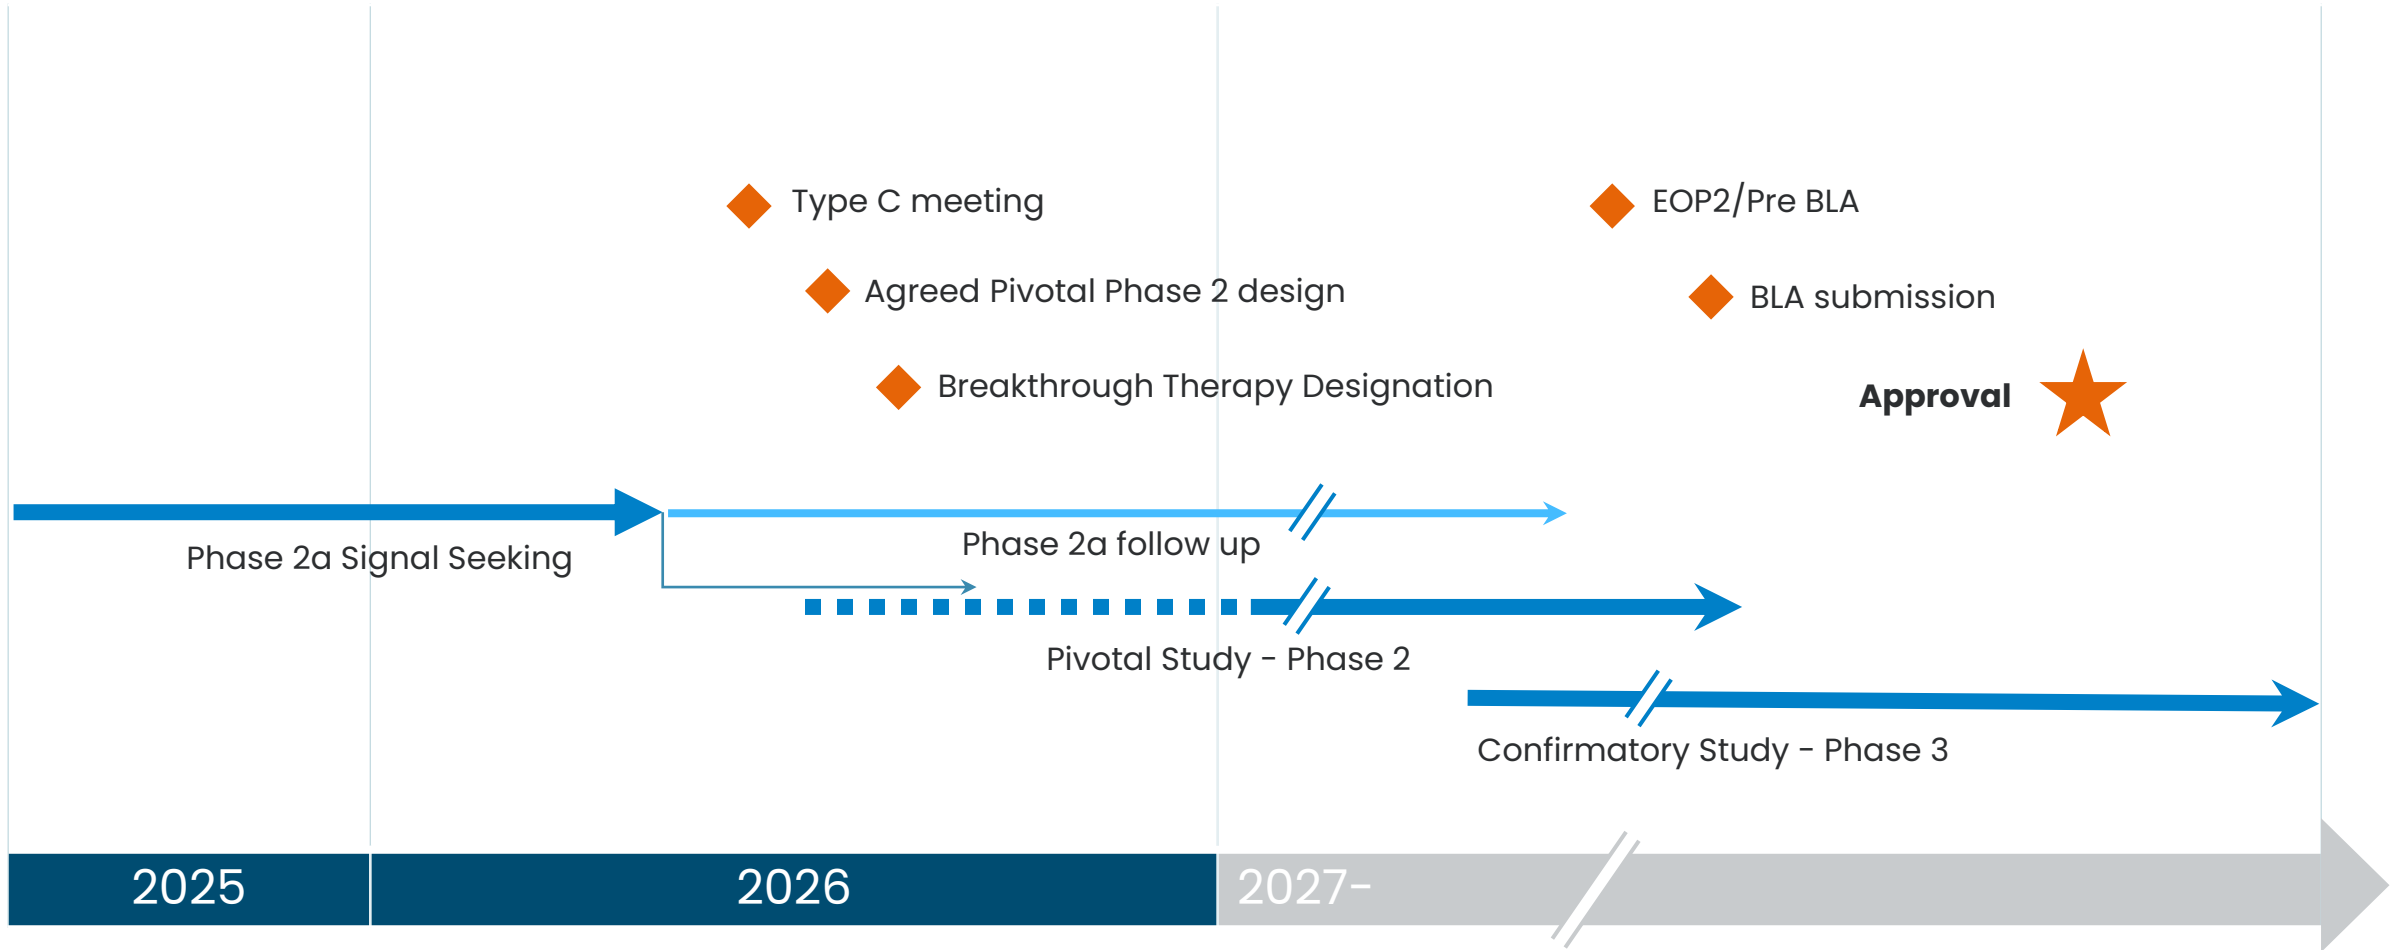 Type C meeting
EOP2/Pre BLA
Agreed Pivotal Phase 2 design
BLA submission
Breakthrough Therapy Designation
Approval
Phase 2a follow up
Phase 2a Signal Seeking
Pivotal Study - Phase 2
Confirmatory Study - Phase 3
2025
2026
2027-